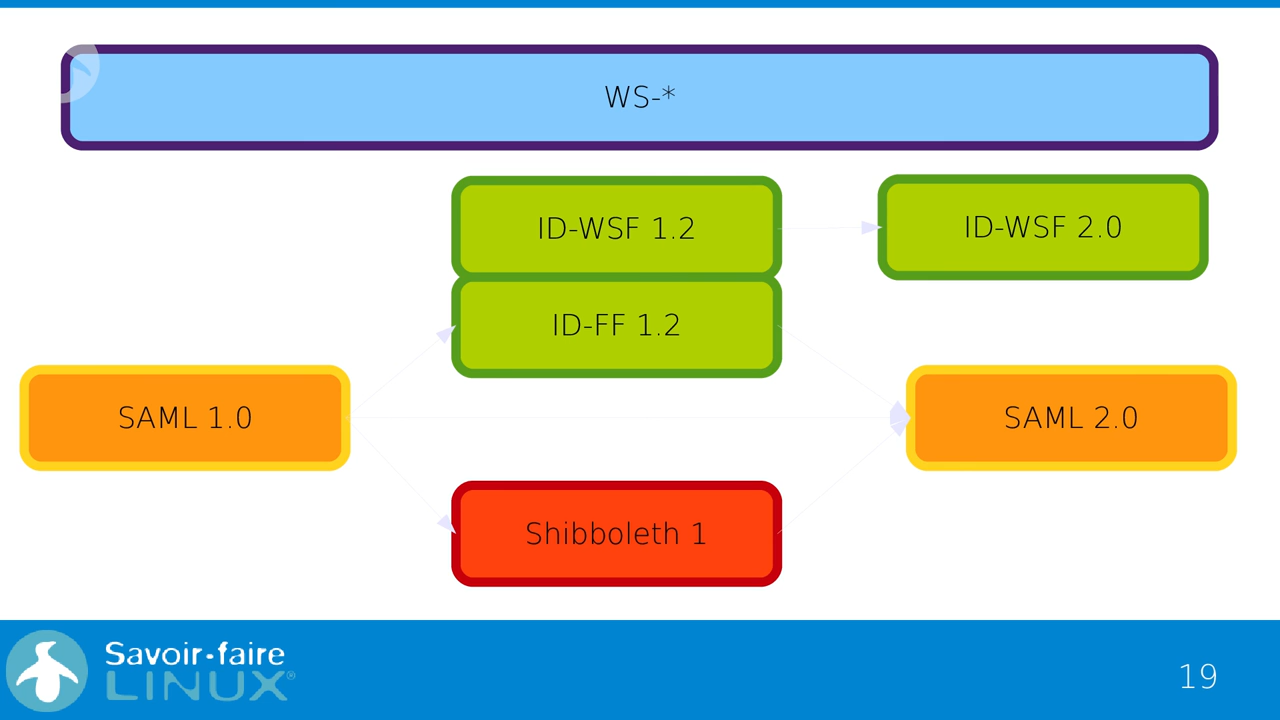 WS-*
ID-WSF 1.2
ID-WSF 2.0
ID-FF 1.2
SAML 1.0
SAML 2.0
Shibboleth 1
Savoir-faire
LINUX®
19